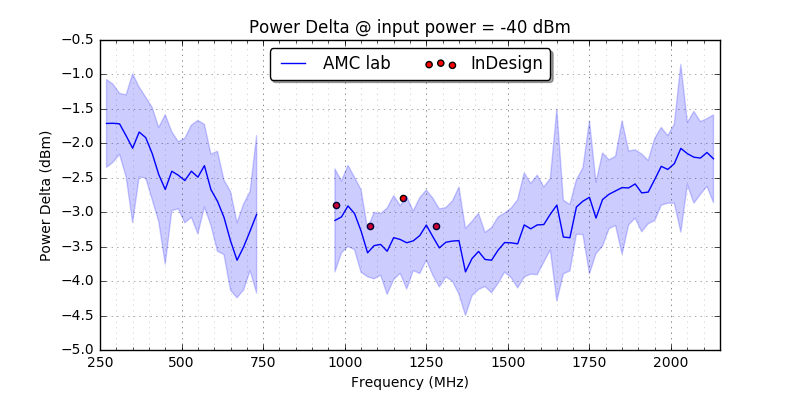 Power Delta @ input power = -40 dBm
AMC lab
InDesign
Power Delta (dBm)
−0.5
−1.0
−1.5
−2.0
−2.5
−3.0
−3.5
−4.0
−4.5
−5.0
250 500 750 1000 1250 1500 1750 2000
Frequency (MHz)